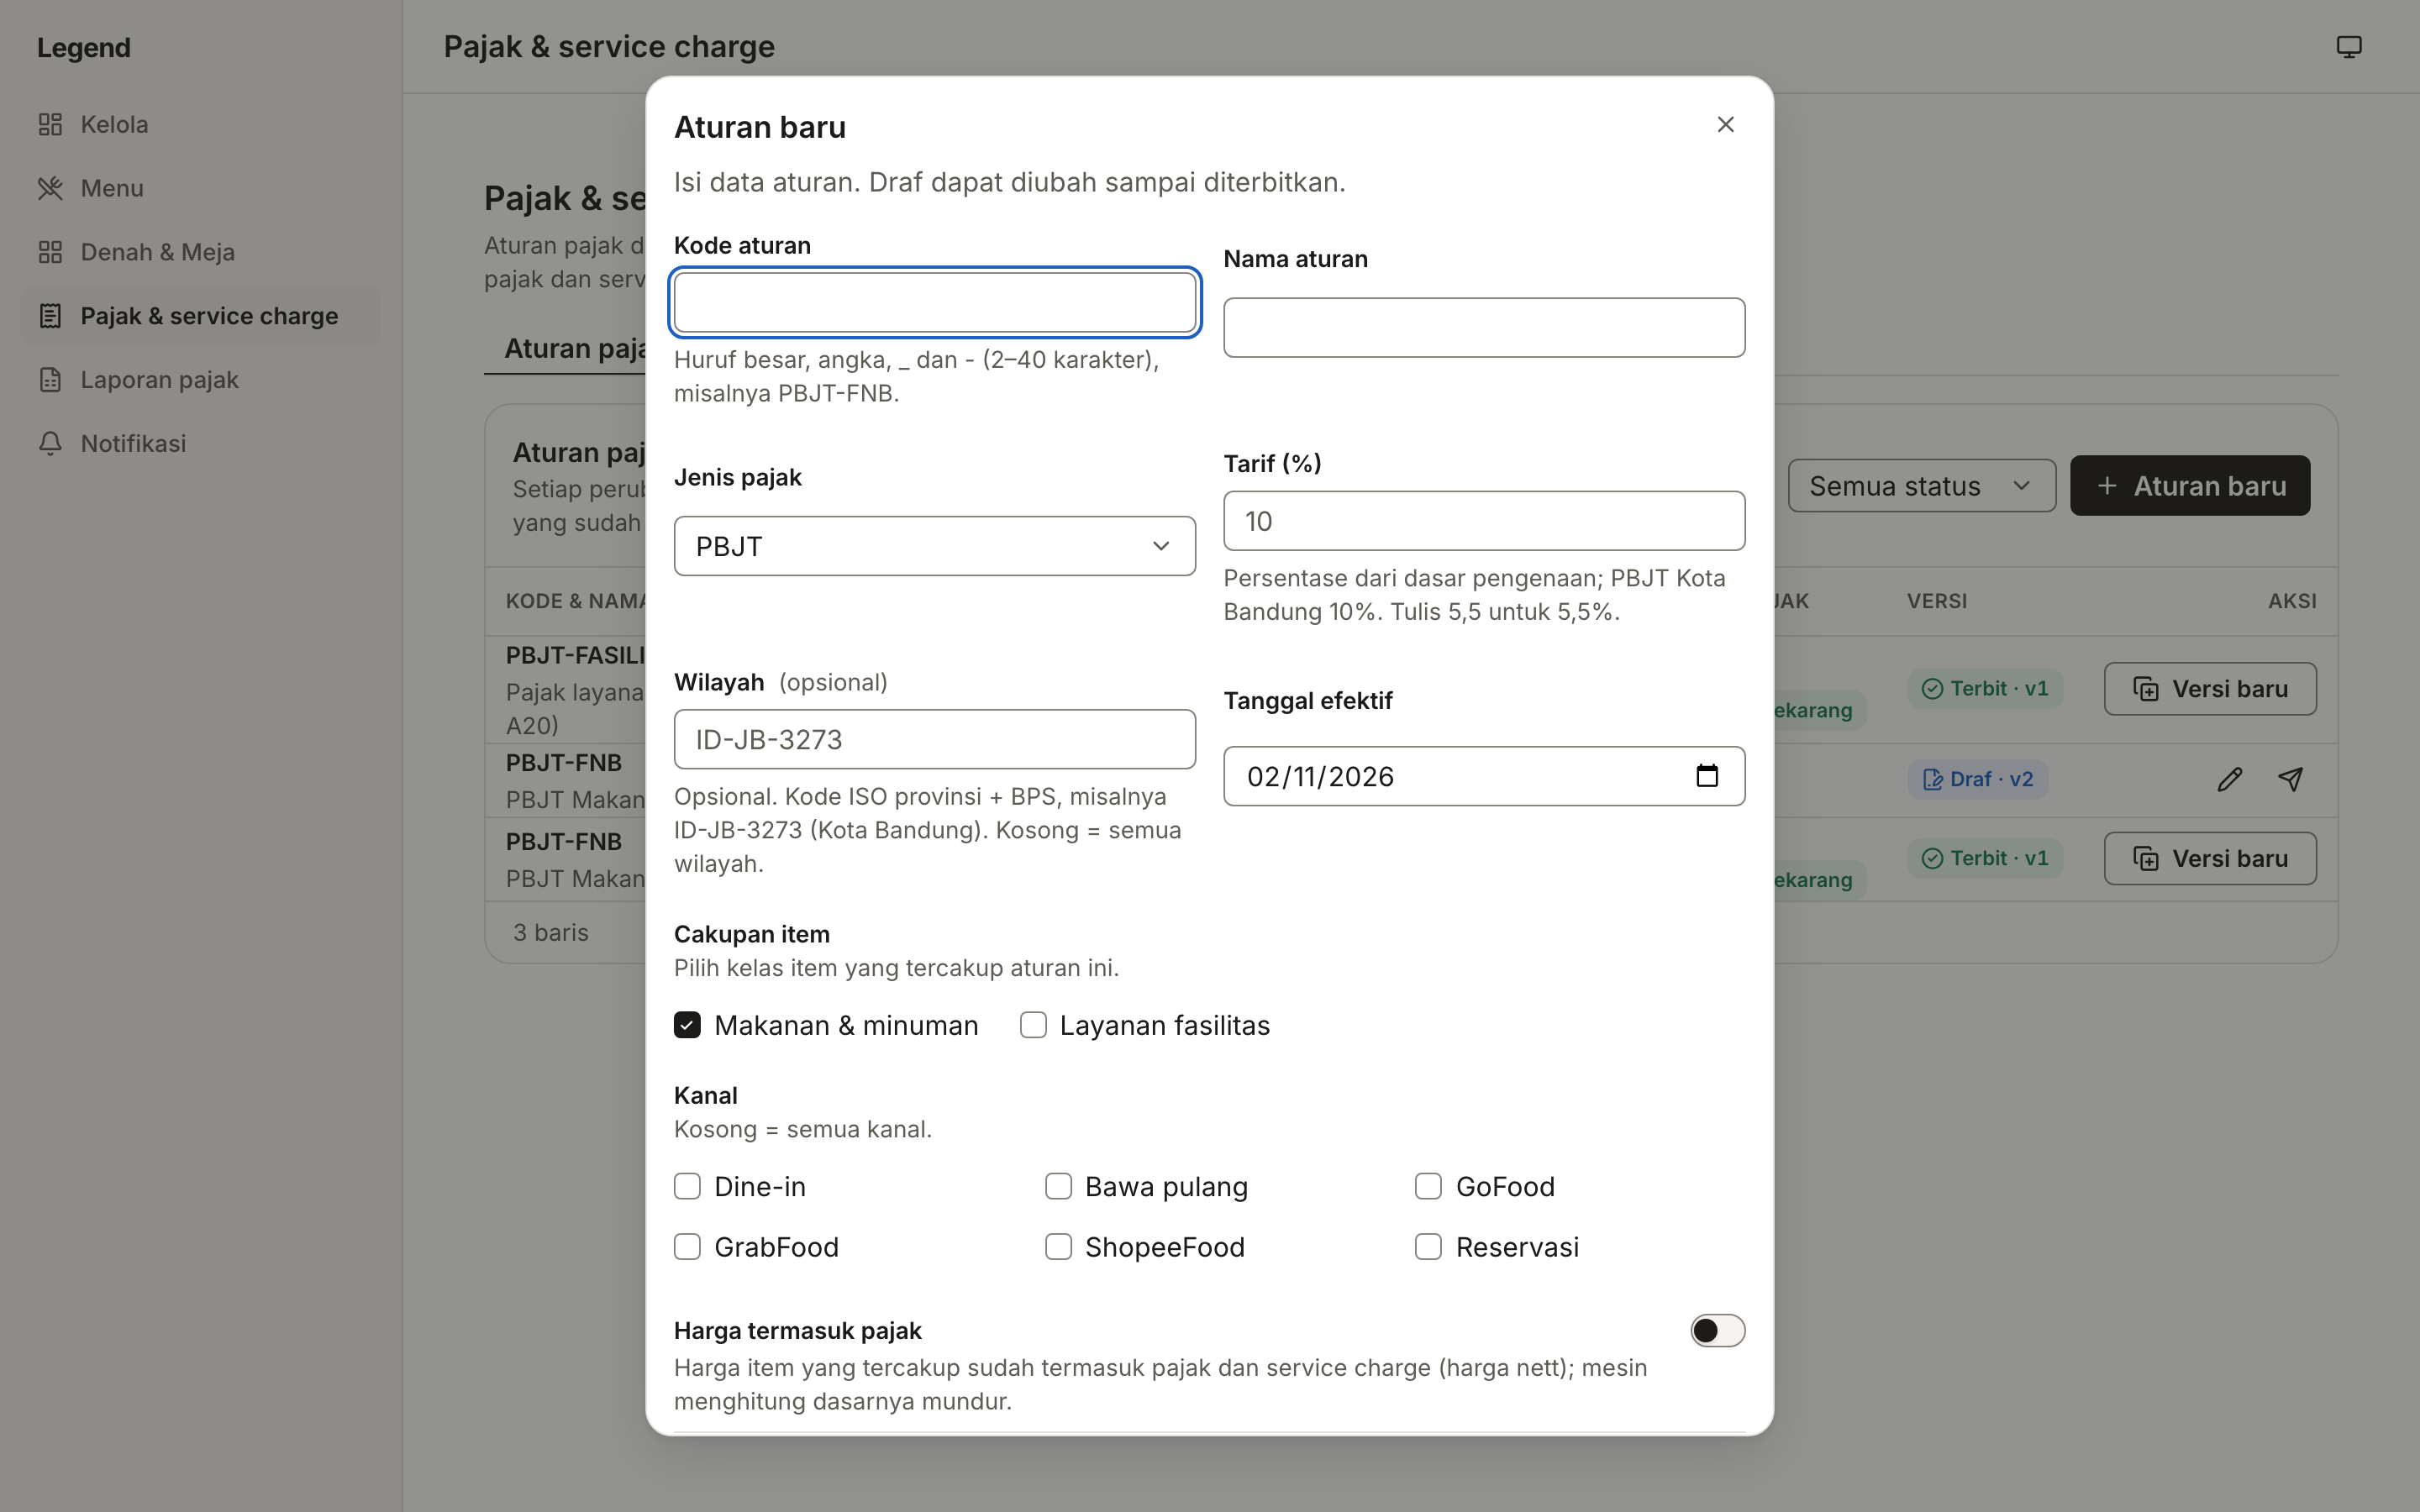 Legend
Kelola
Menu
Denah & Meja
Pajak & service charge
Laporan pajak
Notifikasi
Pajak & service charge
Pajak & se
Aturan pajak d
pajak dan serv
Aturan paja
Aturan paj
Setiap perub
yang sudah
Semua status
Aturan baru
KODE & NAMA
JAK
VERSI
AKSI
PBJT-FASILI
Pajak layana
A20)
ekarang
Terbit · v1
Versi baru
PBJT-FNB
PBJT Makan
Draf · v2
PBJT-FNB
PBJT Makan
ekarang
Terbit · v1
Versi baru
3 baris
Aturan baru
Isi data aturan. Draf dapat diubah sampai diterbitkan.
Kode aturan
Huruf besar, angka, _ dan - (2–40 karakter),
misalnya PBJT-FNB.
Nama aturan
Jenis pajak
PBJT
Tarif (%)
10
Persentase dari dasar pengenaan; PBJT Kota
Bandung 10%. Tulis 5,5 untuk 5,5%.
Wilayah (opsional)
ID-JB-3273
Opsional. Kode ISO provinsi + BPS, misalnya
ID-JB-3273 (Kota Bandung). Kosong = semua
wilayah.
Tanggal efektif
02/11/2026
Cakupan item
Pilih kelas item yang tercakup aturan ini.
Makanan & minuman
Layanan fasilitas
Kanal
Kosong = semua kanal.
Dine-in
Bawa pulang
GoFood
GrabFood
ShopeeFood
Reservasi
Harga termasuk pajak
Harga item yang tercakup sudah termasuk pajak dan service charge (harga nett); mesin
menghitung dasarnya mundur.